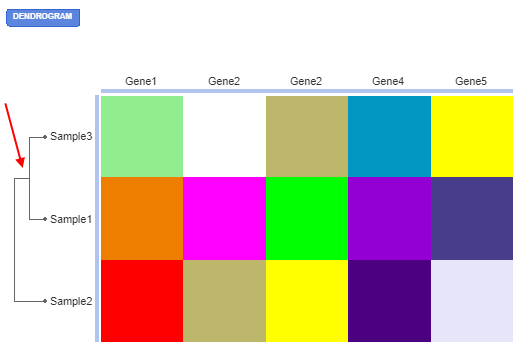 DENDROGRAM
Gene1 Gene2 Gene2 Gene4 Gene5
Sample3
Sample1
Sample2